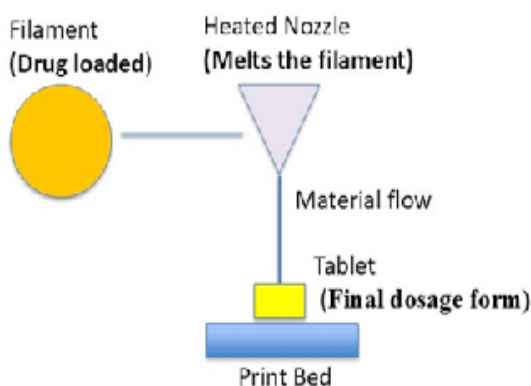 Filament
(Drug loaded)
Heated Nozzle
(Melts the filament)
Material flow
Tablet
(Final dosage form)
Print Bed